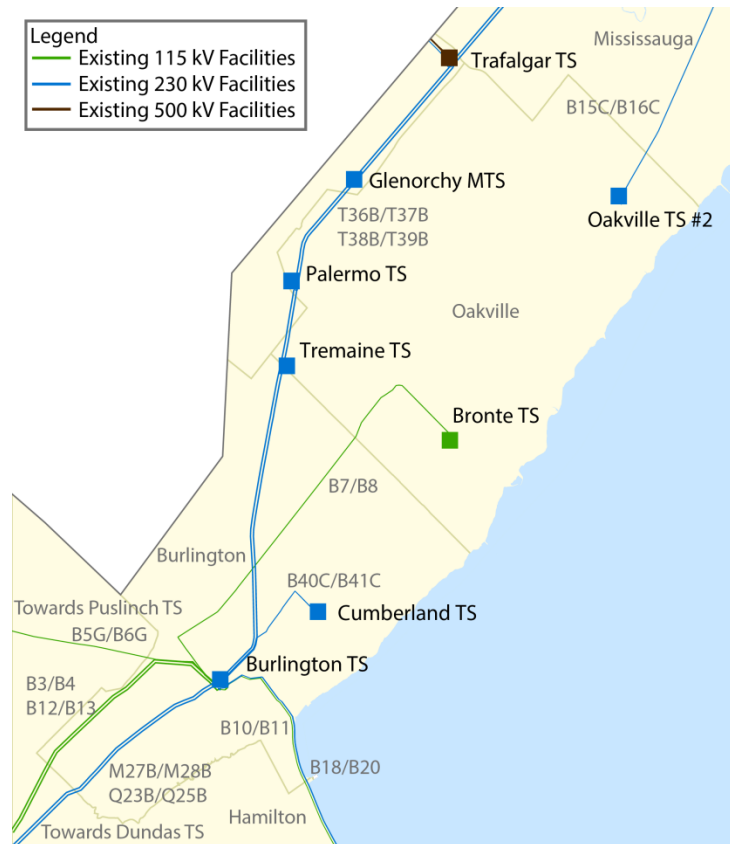 Legend
Existing 115 kV Facilities
Existing 230 kV Facilities
Existing 500 kV Facilities
Mississauga
Trafalgar TS
B15C/B16C
Glenorchy MTS
Oakville TS #2
T36B/T37B
T38B/T39B
Palermo TS
Oakville
Tremaine TS
Bronte TS
B7/B8
Burlington
B40C/B41C
Towards Puslinch TS
Cumberland TS
B5G/B6G
Burlington TS
B3/B4
B12/B13
B10/B11
M27B/M28B
B18/B20
Q23B/Q25B
Hamilton
Towards Dundas TS